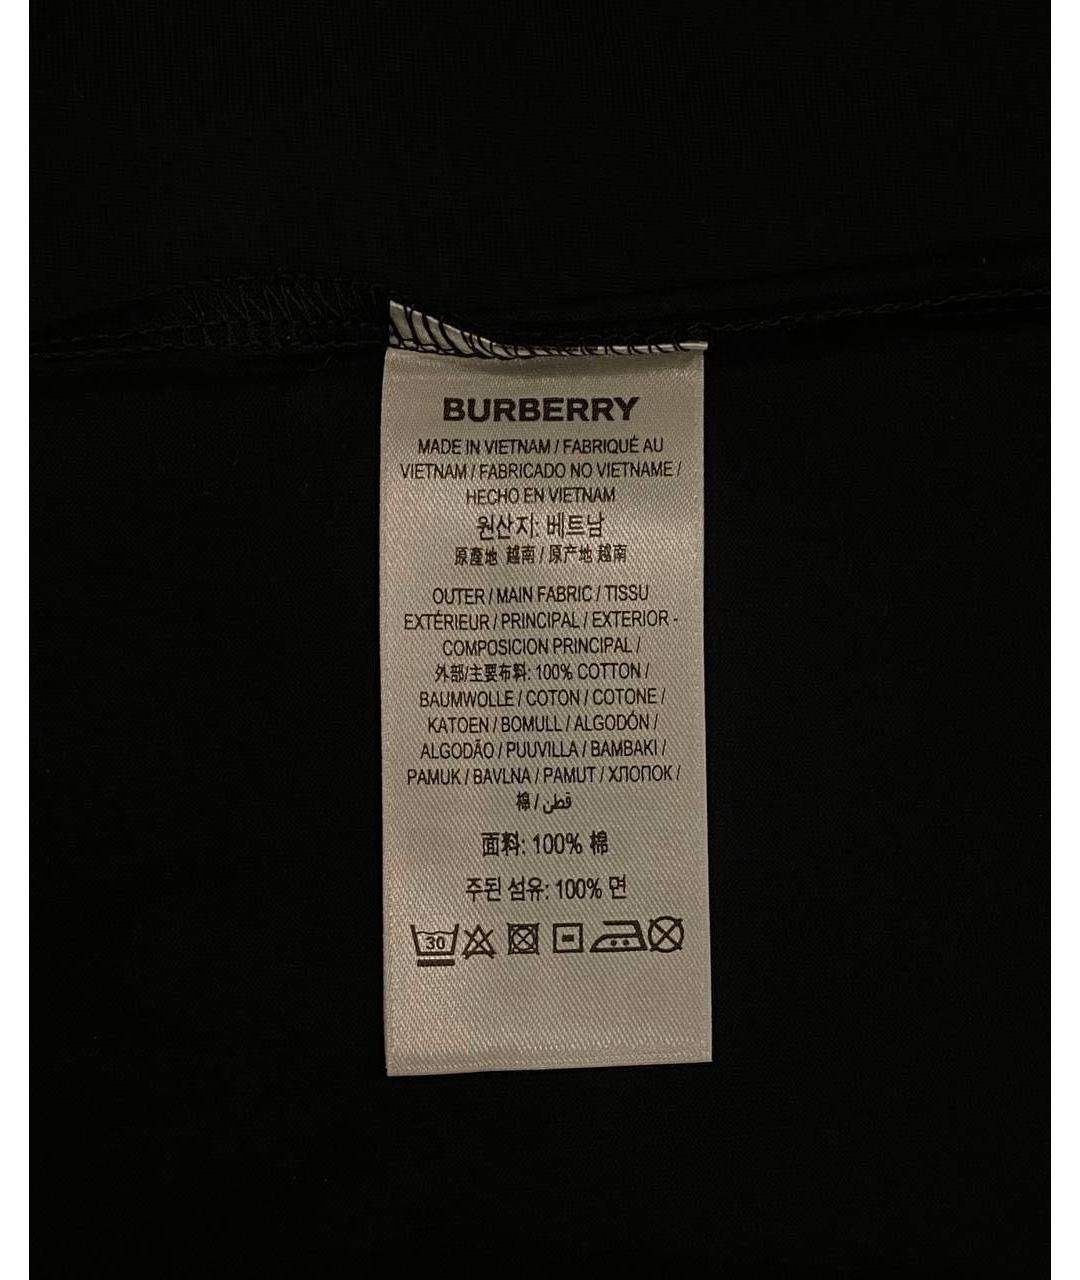 BURBERRY
MADE IN VIETNAM / FABRIQUÉ AU
VIETNAM / FABRICADO NO VIETNAME /
HECHO EN VIETNAM
원산지: 베트남
原產地 越南 / 原产地 越南
OUTER / MAIN FABRIC / TISSU
EXTÉRIEUR / PRINCIPAL / EXTERIOR -
COMPOSICION PRINCIPAL /
外部/主要布料: 100% COTTON /
BAUMWOLLE / COTON / COTONE /
KATOEN / BOMULL / ALGODÓN /
ALGODÃO / PUUVILLA / BAMBAKI /
PAMUK / BAVLNA / PAMUT / ХЛОПОК /
棉 / قطن
面料: 100% 棉
주된 섬유: 100% 면
30